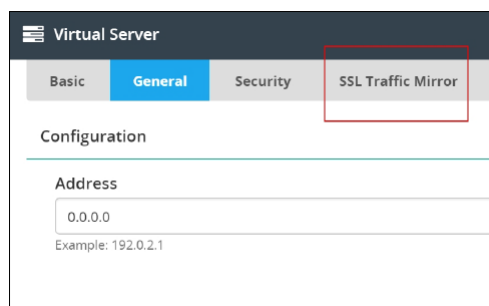 Virtual Server
Basic General Security SSL Traffic Mirror
Configuration
Address
0.0.0.0
Example: 192.0.2.1